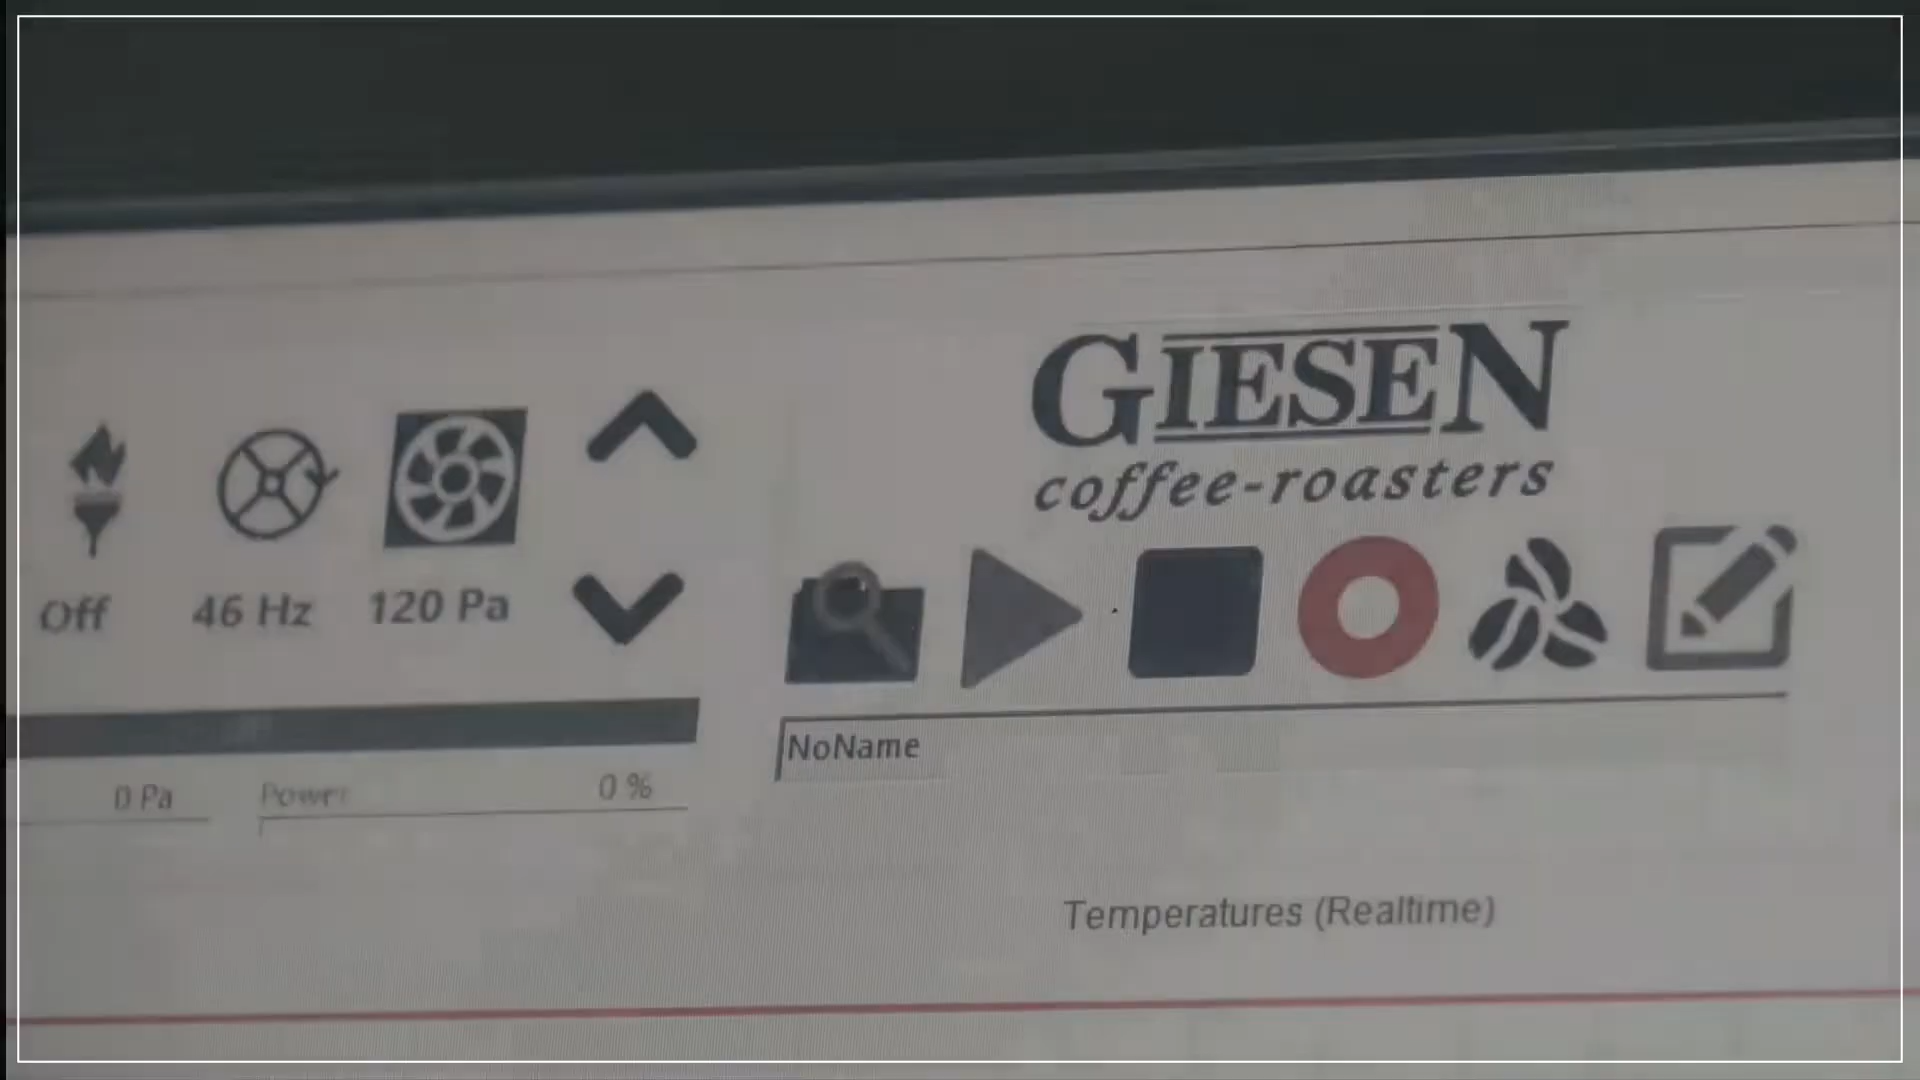 GIESEN
coffee-roasters
Off
46 Hz
120 Pa
NoName
0 Pa
Power
0 %
Temperatures (Realtime)